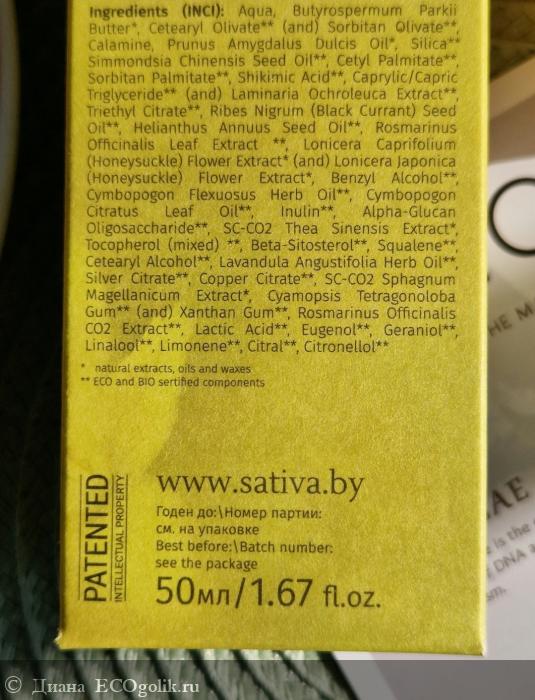 Ingredients (INCI): Aqua, Butyrospermum Parkii
Butter*, Cetearyl Olivate** (and) Sorbitan Olivate**,
Calamine, Prunus Amygdalus Dulcis Oil*, Silica**
Simmondsia Chinensis Seed Oil**, Cetyl Palmitate**,
Sorbitan Palmitate**, Shikimic Acid**, Caprylic/Capric
Triglyceride** (and) Laminaria Ochroleuca Extract**,
Triethyl Citrate**, Ribes Nigrum (Black Currant) Seed
Oil**, Helianthus Annuus Seed Oil**, Rosmarinus
Officinalis Leaf Extract **, Lonicera Caprifolium
(Honeysuckle) Flower Extract* (and) Lonicera Japonica
(Honeysuckle) Flower Extract*, Benzyl Alcohol**,
Cymbopogon Flexuosus Herb Oil**, Cymbopogon
Citratus Leaf Oil**, Inulin**, Alpha-Glucan
Oligosaccharide**, SC-CO2 Thea Sinensis Extract*,
Tocopherol (mixed) **, Beta-Sitosterol**, Squalene**,
Cetearyl Alcohol**, Lavandula Angustifolia Herb Oil**,
Silver Citrate**, Copper Citrate**, SC-CO2 Sphagnum
Magellanicum Extract*, Cyamopsis Tetragonoloba
Gum** (and) Xanthan Gum**, Rosmarinus Officinalis
CO2 Extract**, Lactic Acid**, Eugenol**, Geraniol**,
Linalool**, Limonene**, Citral**, Citronellol**
* natural extracts, oils and waxes
** ECO and BIO sertified components
PATENTED
INTELLECTUAL PROPERTY
www.sativa.by
Годен до:\Номер партии:
см. на упаковке
Best before:\Batch number:
see the package
50мл/1.67 fl.oz.
HE M
AE
e is the
DNA a
sm.
© Диана ECOgolik.ru